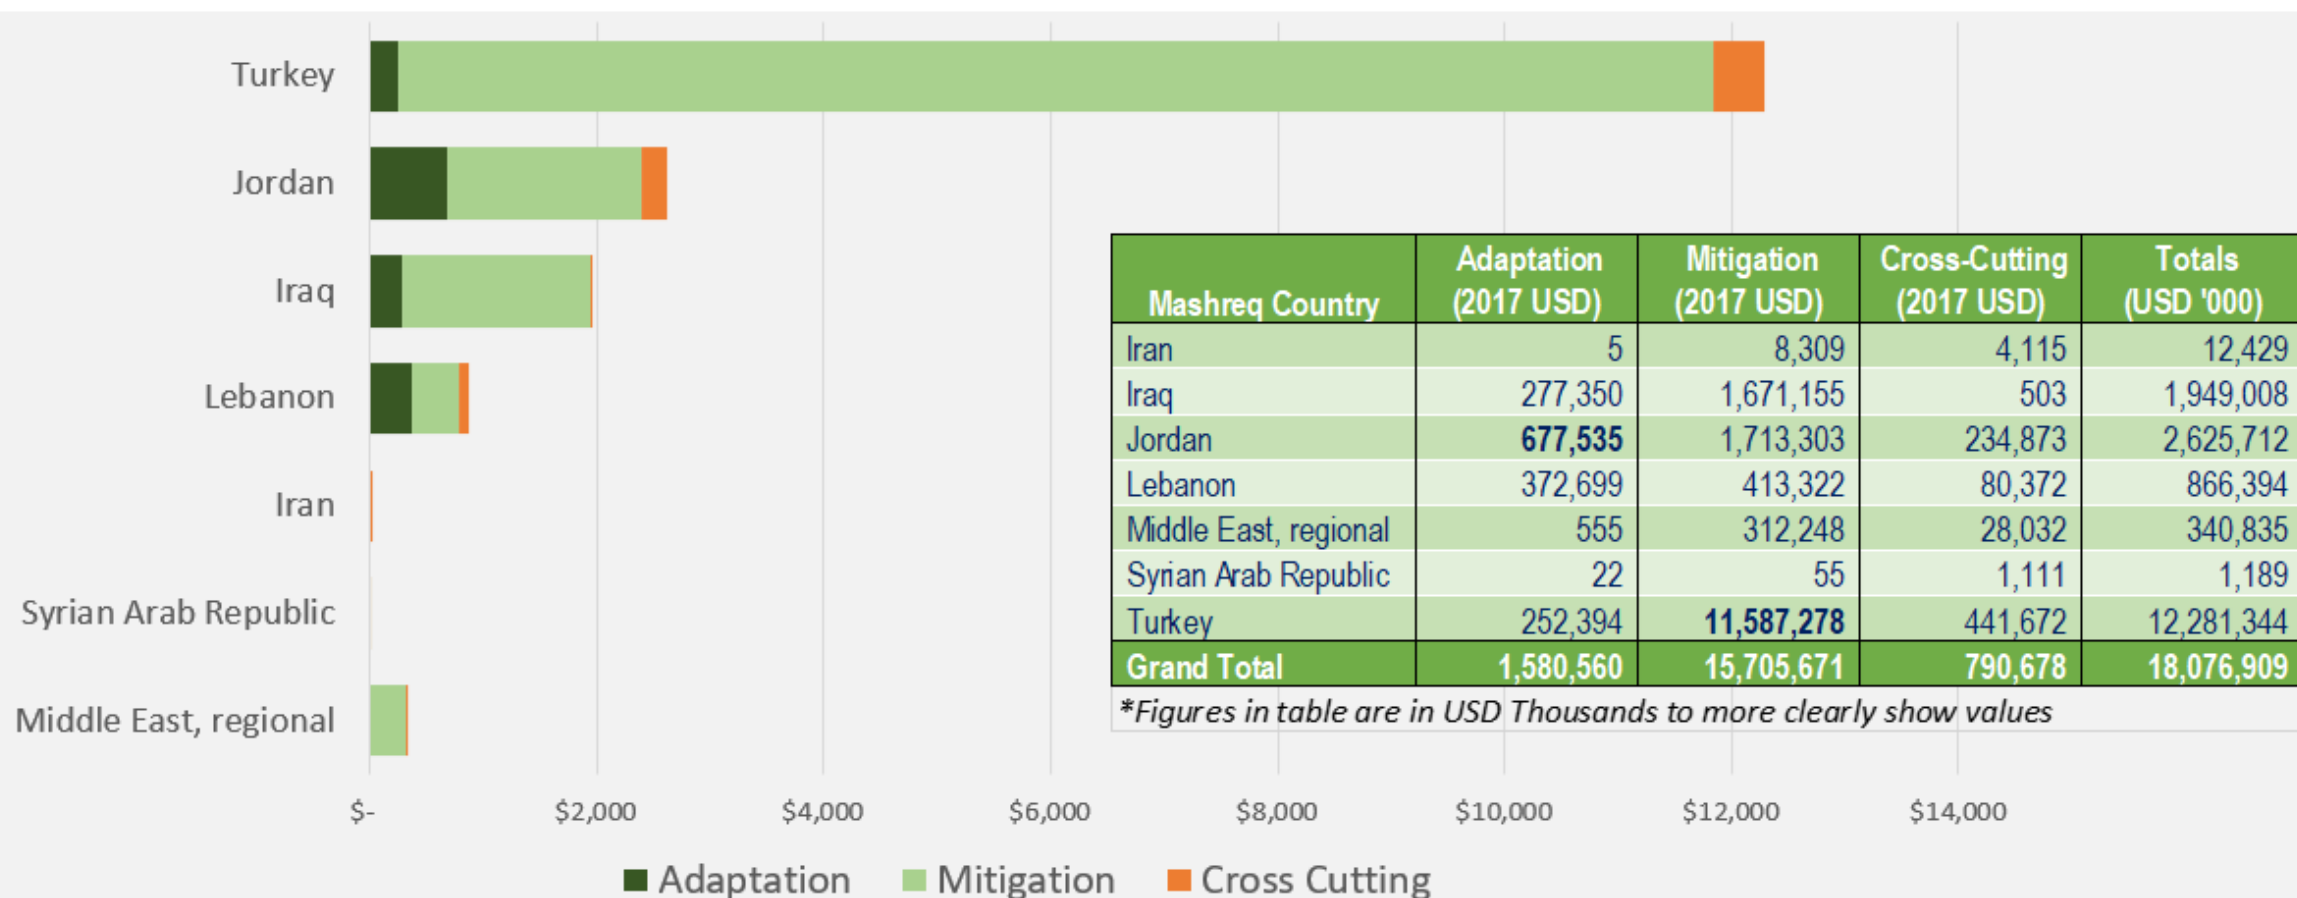 Turkey
Jordan
Iraq
Lebanon
Iran
Syrian Arab Republic
Middle East, regional
$-
$2,000
$4,000
$6,000
$8,000
$10,000
$12,000
$14,000
Adaptation
Mitigation
Cross Cutting
Mashreq Country Adaptation (2017 USD) Mitigation (2017 USD) Cross-Cutting (2017 USD) Totals (USD '000)
Iran 5 8,309 4,115 12,429
Iraq 277,350 1,671,155 503 1,949,008
Jordan 677,535 1,713,303 234,873 2,625,712
Lebanon 372,699 413,322 80,372 866,394
Middle East, regional 555 312,248 28,032 340,835
Syrian Arab Republic 22 55 1,111 1,189
Turkey 252,394 11,587,278 441,672 12,281,344
Grand Total 1,580,560 15,705,671 790,678 18,076,909
*Figures in table are in USD Thousands to more clearly show values